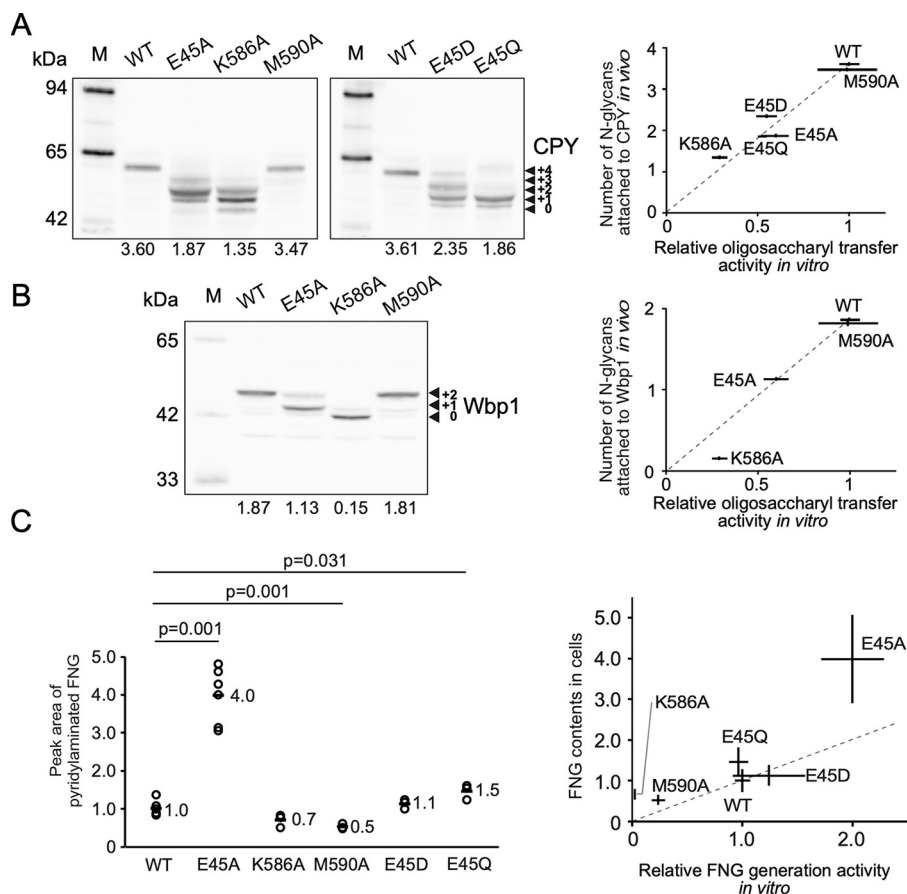 A
kDa
M
WT
E45A
K586A
M590A
M
WT
E45D
E45Q
94
65
42
CPY
+4
+3
+2
+1
0
3.60 1.87 1.35 3.47
3.61 2.35 1.86
Number of N-glycans
attached to CPY in vivo
4
3
2
1
0
WT
M590A
E45D
E45A
E45Q
K586A
0 0.5 1
Relative oligosaccharyl transfer
activity in vitro
B
kDa
M
WT
E45A
K586A
M590A
65
42
33
+2
+1
0
Wbp1
1.87 1.13 0.15 1.81
Number of N-glycans
attached to Wbp1 in vivo
2
1
0
WT
M590A
E45A
K586A
0 0.5 1
Relative oligosaccharyl transfer
activity in vitro
C
p=0.031
p=0.001
p=0.001
Peak area of
pyridylaminated FNG
5.0
4.0
3.0
2.0
1.0
0
1.0
4.0
0.7
0.5
1.1
1.5
WT E45A K586A M590A E45D E45Q
FNG contents in cells
5.0
4.0
3.0
2.0
1.0
0
E45A
K586A
E45Q
M590A
E45D
WT
0 1.0 2.0
Relative FNG generation activity
in vitro